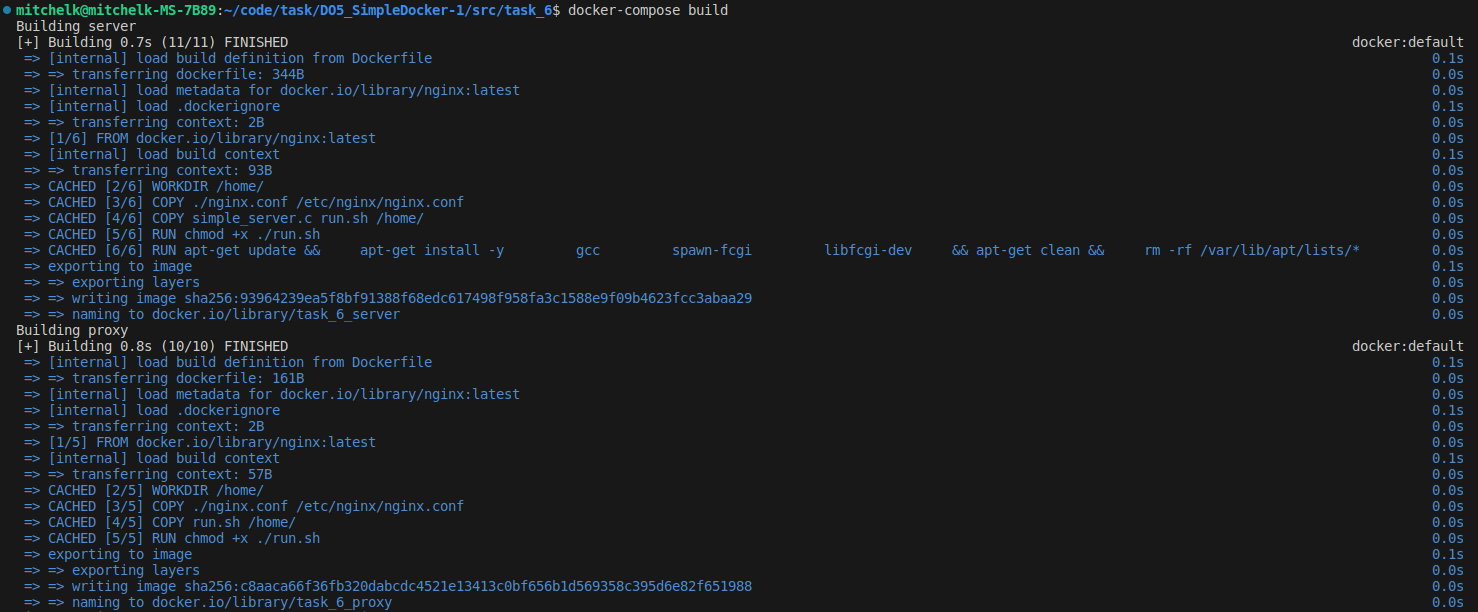 mitchelk@mitchelk-MS-7B89:~/code/task/DO5_SimpleDocker-1/src/task_6$ docker-compose build
Building server
[+] Building 0.7s (11/11) FINISHED docker:default
=> [internal] load build definition from Dockerfile 0.1s
=> => transferring dockerfile: 344B 0.0s
=> [internal] load metadata for docker.io/library/nginx:latest 0.0s
=> [internal] load .dockerignore 0.1s
=> => transferring context: 2B 0.0s
=> [1/6] FROM docker.io/library/nginx:latest 0.0s
=> [internal] load build context 0.1s
=> => transferring context: 93B 0.0s
=> CACHED [2/6] WORKDIR /home/ 0.0s
=> CACHED [3/6] COPY ./nginx.conf /etc/nginx/nginx.conf 0.0s
=> CACHED [4/6] COPY simple_server.c run.sh /home/ 0.0s
=> CACHED [5/6] RUN chmod +x ./run.sh 0.0s
=> CACHED [6/6] RUN apt-get update &&     apt-get install -y         gcc         spawn-fcgi         libfcgi-dev     && apt-get clean &&     rm -rf /var/lib/apt/lists/* 0.0s
=> exporting to image 0.1s
=> => exporting layers 0.0s
=> => writing image sha256:93964239ea5f8bf91388f68edc617498f958fa3c1588e9f09b4623fcc3abaa29 0.0s
=> => naming to docker.io/library/task_6_server 0.0s
Building proxy
[+] Building 0.8s (10/10) FINISHED docker:default
=> [internal] load build definition from Dockerfile 0.1s
=> => transferring dockerfile: 161B 0.0s
=> [internal] load metadata for docker.io/library/nginx:latest 0.0s
=> [internal] load .dockerignore 0.1s
=> => transferring context: 2B 0.0s
=> [1/5] FROM docker.io/library/nginx:latest 0.0s
=> [internal] load build context 0.1s
=> => transferring context: 57B 0.0s
=> CACHED [2/5] WORKDIR /home/ 0.0s
=> CACHED [3/5] COPY ./nginx.conf /etc/nginx/nginx.conf 0.0s
=> CACHED [4/5] COPY run.sh /home/ 0.0s
=> CACHED [5/5] RUN chmod +x ./run.sh 0.0s
=> exporting to image 0.1s
=> => exporting layers 0.0s
=> => writing image sha256:c8aaca66f36fb320dabcdc4521e13413c0bf656b1d569358c395d6e82f651988 0.0s
=> => naming to docker.io/library/task_6_proxy 0.0s